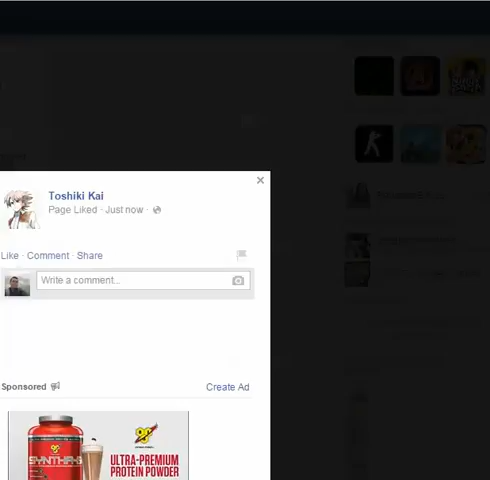 Toshiki Kai
Page Liked · Just now ·
Like · Comment · Share
Write a comment...
Sponsored
Create Ad
SYNTHA-6
ULTRA-PREMIUM
PROTEIN POWDER